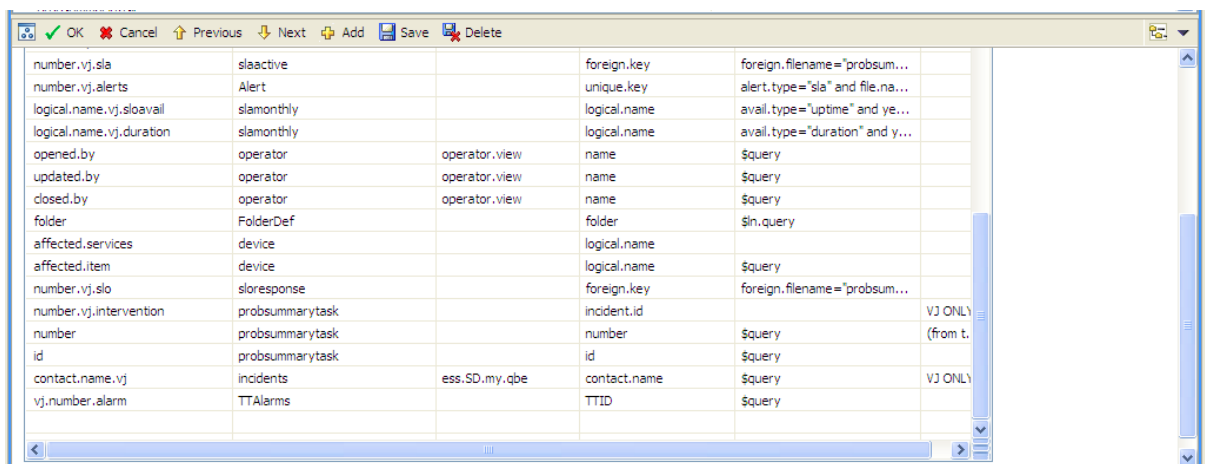 OK Cancel Previous Next Add Save Delete
number.vj.sla slaactive foreign.key foreign.filename="probsum...
number.vj.alerts Alert unique.key alert.type="sla" and file.na...
logical.name.vj.sloavail slamonthly logical.name avail.type="uptime" and ye...
logical.name.vj.duration slamonthly logical.name avail.type="duration" and y...
opened.by operator operator.view name $query
updated.by operator operator.view name $query
closed.by operator operator.view name $query
folder FolderDef folder $ln.query
affected.services device logical.name
affected.item device logical.name $query
number.vj.slo sloresponse foreign.key foreign.filename="probsum...
number.vj.intervention probsummarytask incident.id VJ ONLY
number probsummarytask number $query (from t.
id probsummarytask id $query
contact.name.vj incidents ess.SD.my.qbe contact.name $query VJ ONLY
vj.number.alarm TTAlarms TTID $query